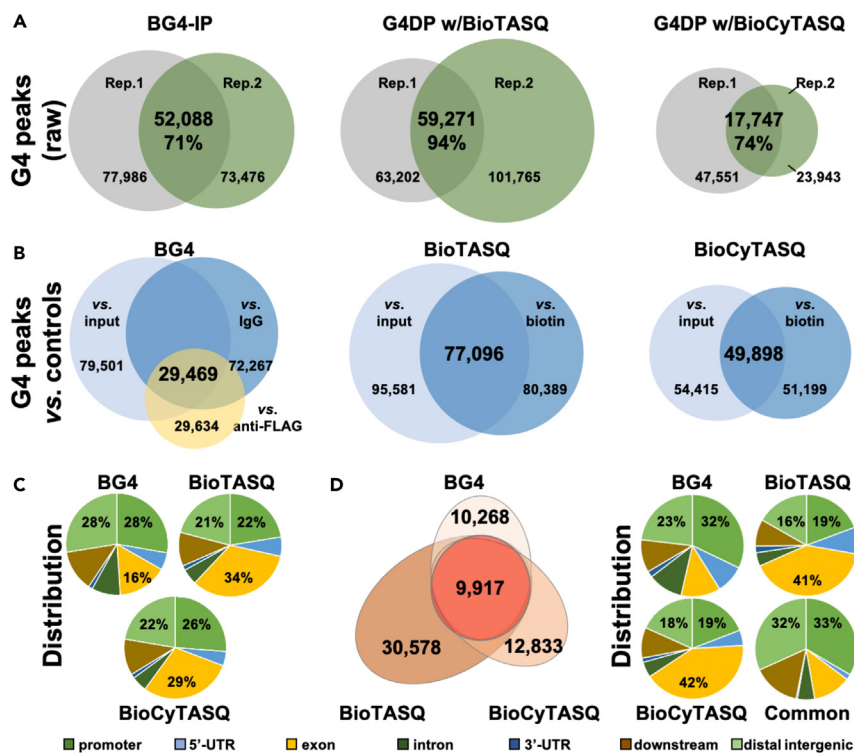 A
BG4-IP
G4DP w/BioTASQ
G4DP w/BioCyTASQ
G4 peaks
(raw)
Rep.1
Rep.2
52,088
71%
77,986
73,476
Rep.1
Rep.2
59,271
94%
63,202
101,765
Rep.1
Rep.2
17,747
74%
47,551
23,943
B
BG4
BioTASQ
BioCyTASQ
G4 peaks
vs. controls
vs.
input
vs.
IgG
79,501
72,267
29,469
vs.
anti-FLAG
29,634
vs.
input
vs.
biotin
77,096
95,581
80,389
vs.
input
vs.
biotin
49,898
54,415
51,199
C
Distribution
BG4
28%
28%
16%
BioTASQ
21%
22%
34%
22%
26%
29%
BioCyTASQ
D
BG4
10,268
9,917
30,578
12,833
BioTASQ
BioCyTASQ
Distribution
BG4
23%
32%
BioTASQ
16%
19%
41%
18%
19%
42%
BioCyTASQ
32%
33%
Common
promoter
5'-UTR
exon
intron
3'-UTR
downstream
distal intergenic